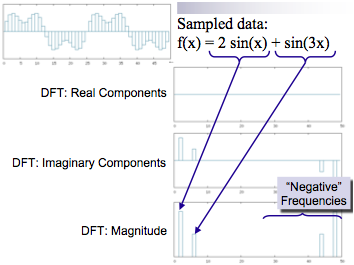 Sampled data:
f(x) = 2 sin(x) + sin(3x)
DFT: Real Components
DFT: Imaginary Components
"Negative"
Frequencies
DFT: Magnitude